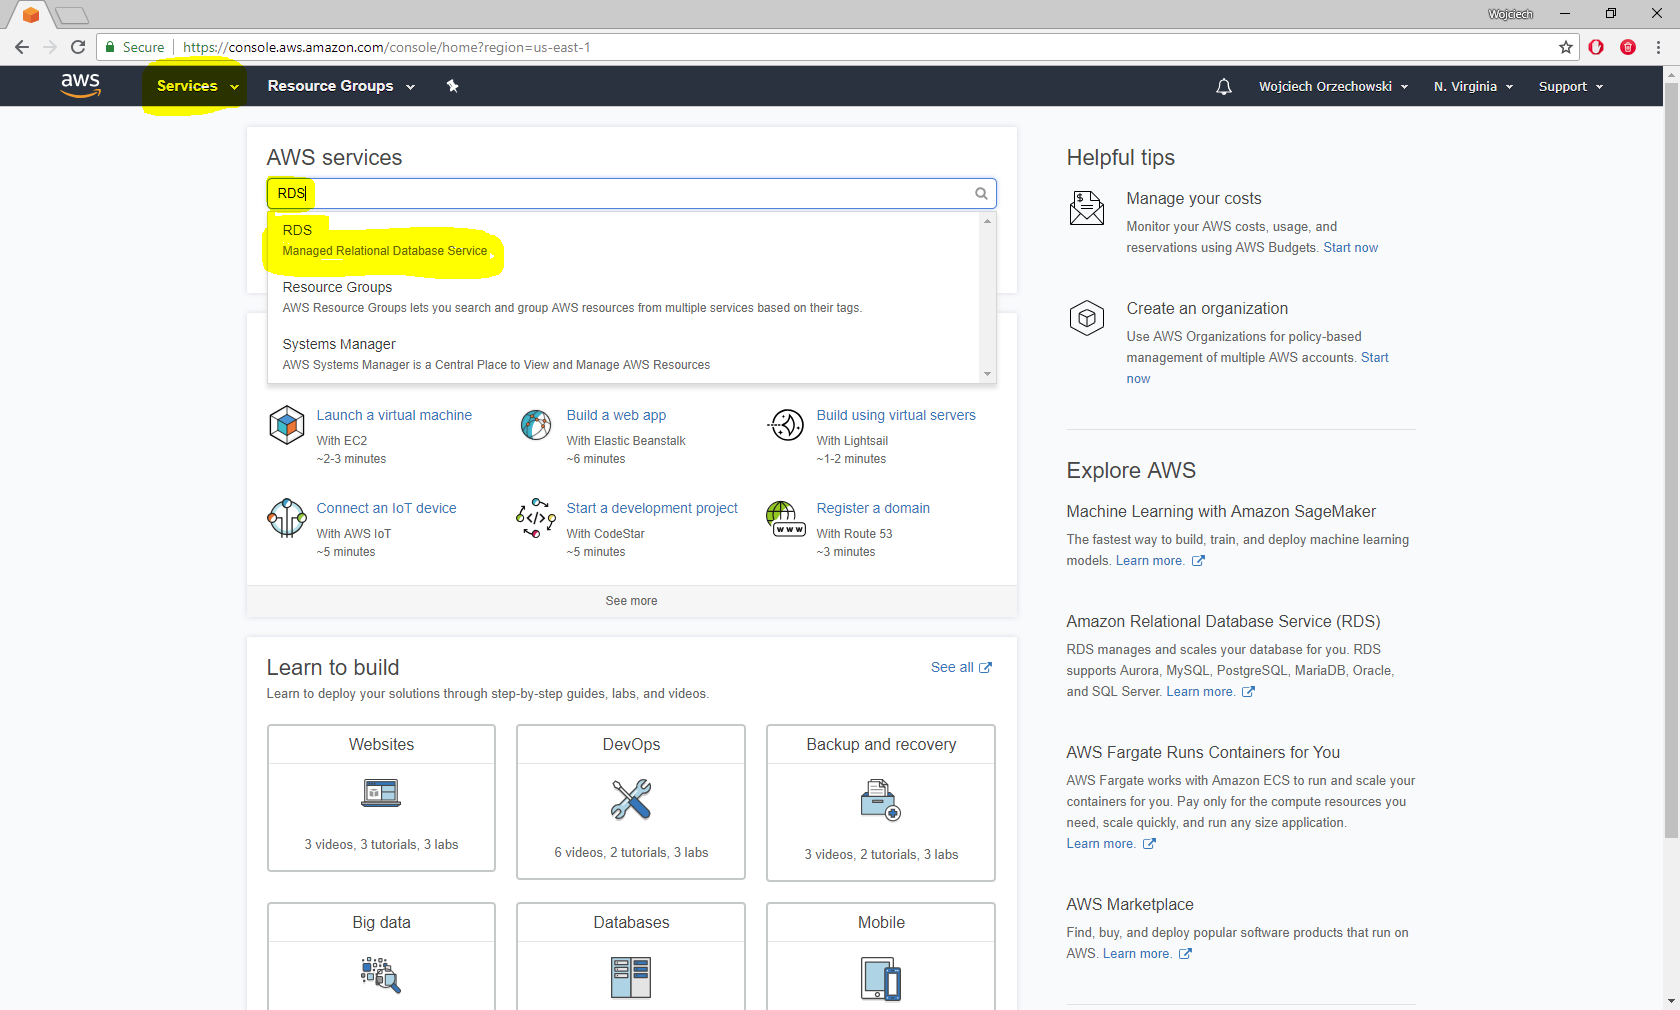 Wojciech
Secure
https://console.aws.amazon.com/console/home?region=us-east-1
aws
Services
Resource Groups
Wojciech Orzechowski
N. Virginia
Support
AWS services
RDS
RDS
Managed Relational Database Service
Resource Groups
AWS Resource Groups lets you search and group AWS resources from multiple services based on their tags.
Systems Manager
AWS Systems Manager is a Central Place to View and Manage AWS Resources
Launch a virtual machine
With EC2
~2-3 minutes
Build a web app
With Elastic Beanstalk
~6 minutes
Build using virtual servers
With Lightsail
~1-2 minutes
Connect an IoT device
With AWS IoT
~5 minutes
Start a development project
With CodeStar
~5 minutes
www
Register a domain
With Route 53
~3 minutes
See more
Learn to build
See all
Learn to deploy your solutions through step-by-step guides, labs, and videos.
Websites
3 videos, 3 tutorials, 3 labs
DevOps
6 videos, 2 tutorials, 3 labs
Backup and recovery
3 videos, 2 tutorials, 3 labs
Big data
Databases
Mobile
Helpful tips
Manage your costs
Monitor your AWS costs, usage, and
reservations using AWS Budgets. Start now
Create an organization
Use AWS Organizations for policy-based
management of multiple AWS accounts. Start
now
Explore AWS
Machine Learning with Amazon SageMaker
The fastest way to build, train, and deploy machine learning
models. Learn more.
Amazon Relational Database Service (RDS)
RDS manages and scales your database for you. RDS
supports Aurora, MySQL, PostgreSQL, MariaDB, Oracle,
and SQL Server. Learn more.
AWS Fargate Runs Containers for You
AWS Fargate works with Amazon ECS to run and scale your
containers for you. Pay only for the compute resources you
need, scale quickly, and run any size application.
Learn more.
AWS Marketplace
Find, buy, and deploy popular software products that run on
AWS. Learn more.